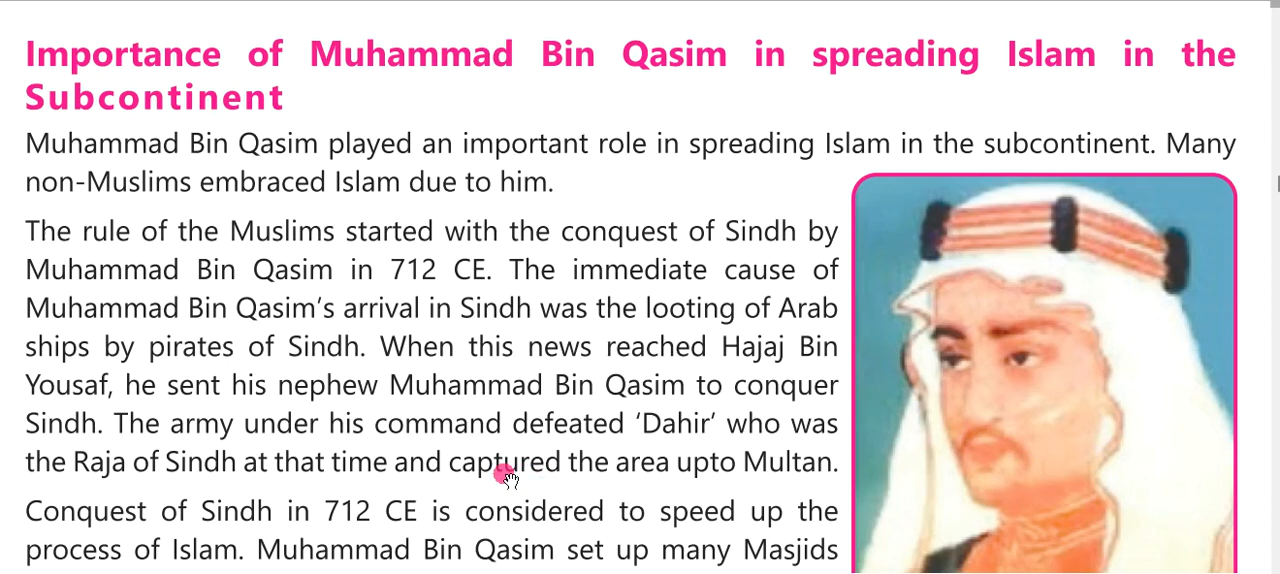 Importance of Muhammad Bin Qasim in spreading Islam in the
Subcontinent
Muhammad Bin Qasim played an important role in spreading Islam in the subcontinent. Many
non-Muslims embraced Islam due to him.
The rule of the Muslims started with the conquest of Sindh by
Muhammad Bin Qasim in 712 CE. The immediate cause of
Muhammad Bin Qasim’s arrival in Sindh was the looting of Arab
ships by pirates of Sindh. When this news reached Hajaj Bin
Yousaf, he sent his nephew Muhammad Bin Qasim to conquer
Sindh. The army under his command defeated ‘Dahir’ who was
the Raja of Sindh at that time and captured the area upto Multan.
Conquest of Sindh in 712 CE is considered to speed up the
process of Islam. Muhammad Bin Qasim set up many Masjids